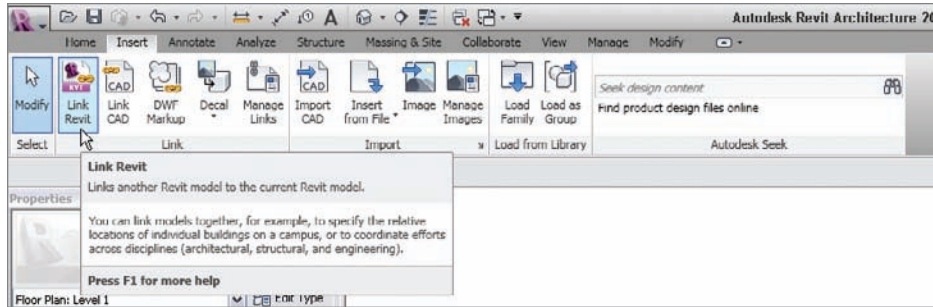 Autodesk Revit Architecture 20
Home Insert Annotate Analyze Structure Massing & Site Collaborate View Manage Modify
Modify Link Revit Link CAD DWF Markup Decal Manage Links Import CAD Insert from File Image Manage Images Load Family Load as Group
Seek design content
Find product design files online
Select Link Import Load from Library Autodesk Seek
Link Revit
Links another Revit model to the current Revit model.
Properties
You can link models together, for example, to specify the relative
locations of individual buildings on a campus, or to coordinate efforts
across disciplines (architectural, structural, and engineering).
Press F1 for more help
Floor Plan: Level 1 Edit Type